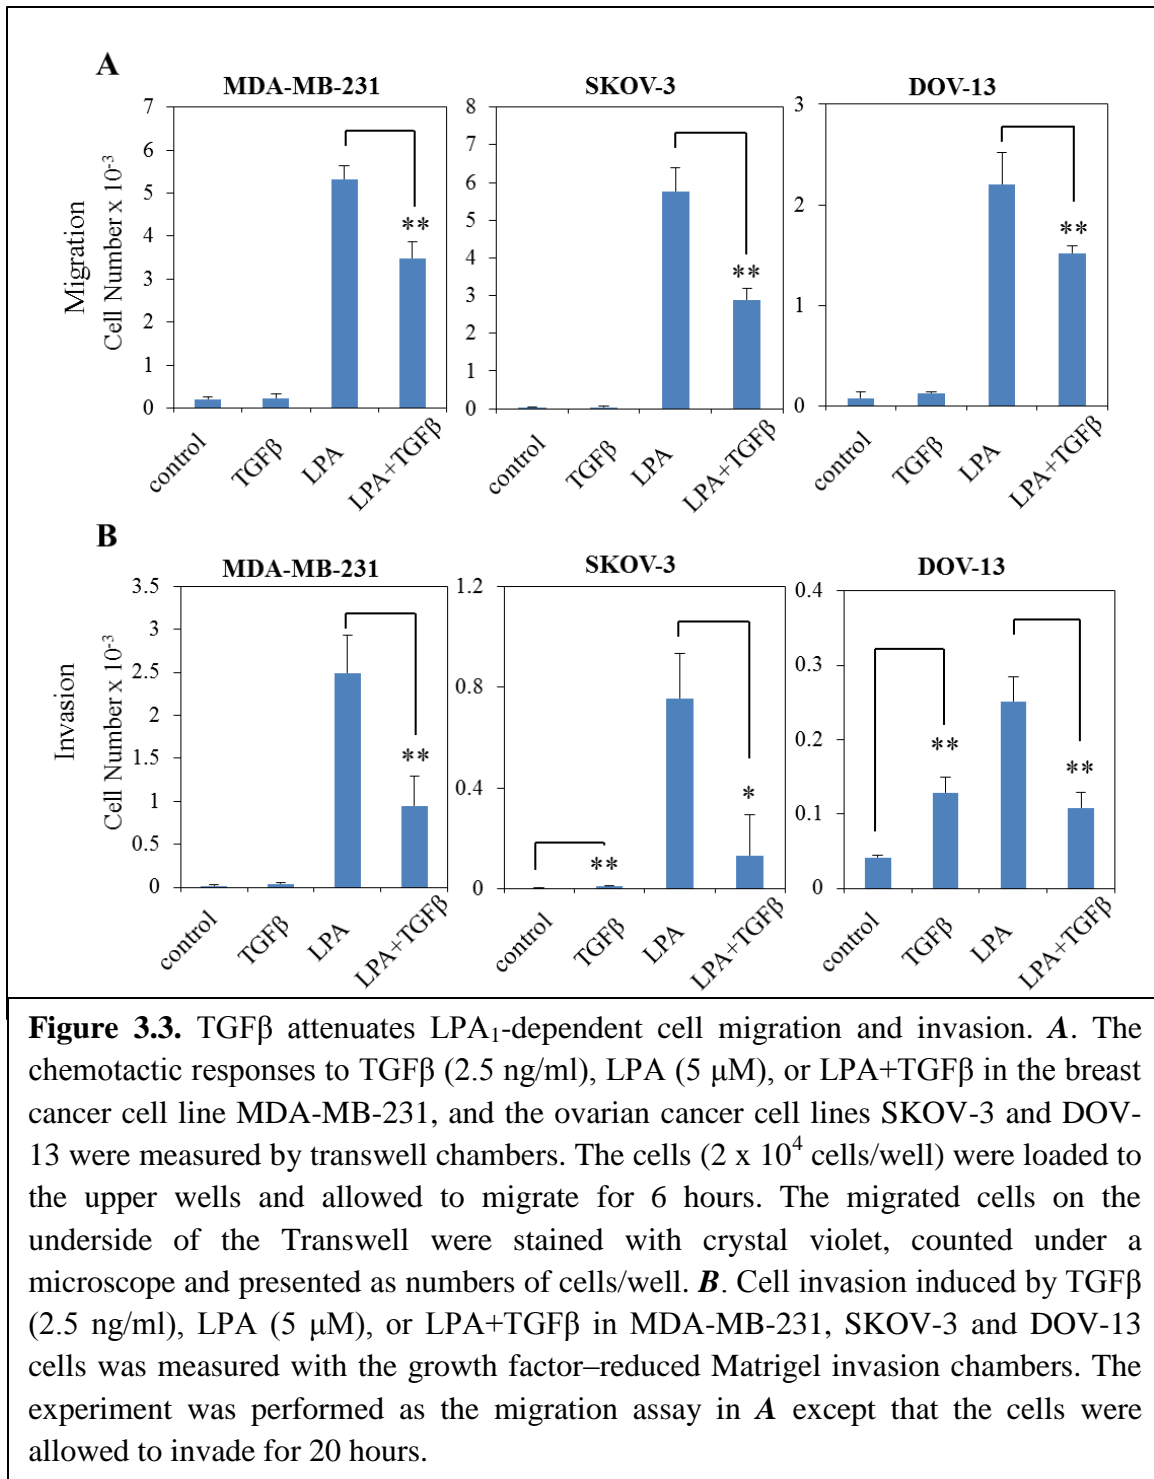 A
MDA-MB-231
SKOV-3
DOV-13
Migration
Cell Number x 10⁻³
7
6
5
4
3
2
1
0
**
control
TGFβ
LPA
LPA+TGFβ
8
7
6
5
4
3
2
1
0
**
control
TGFβ
LPA
LPA+TGFβ
3
2
1
0
**
control
TGFβ
LPA
LPA+TGFβ
B
MDA-MB-231
SKOV-3
DOV-13
Invasion
Cell Number x 10⁻³
3.5
3
2.5
2
1.5
1
0.5
0
**
control
TGFβ
LPA
LPA+TGFβ
1.2
0.8
0.4
0
**
*
control
TGFβ
LPA
LPA+TGFβ
0.4
0.3
0.2
0.1
0
**
**
control
TGFβ
LPA
LPA+TGFβ
Figure 3.3. TGFβ attenuates LPA₁-dependent cell migration and invasion. A. The
chemotactic responses to TGFβ (2.5 ng/ml), LPA (5 μM), or LPA+TGFβ in the breast
cancer cell line MDA-MB-231, and the ovarian cancer cell lines SKOV-3 and DOV-
13 were measured by transwell chambers. The cells (2 x 10⁴ cells/well) were loaded to
the upper wells and allowed to migrate for 6 hours. The migrated cells on the
underside of the Transwell were stained with crystal violet, counted under a
microscope and presented as numbers of cells/well. B. Cell invasion induced by TGFβ
(2.5 ng/ml), LPA (5 μM), or LPA+TGFβ in MDA-MB-231, SKOV-3 and DOV-13
cells was measured with the growth factor–reduced Matrigel invasion chambers. The
experiment was performed as the migration assay in A except that the cells were
allowed to invade for 20 hours.